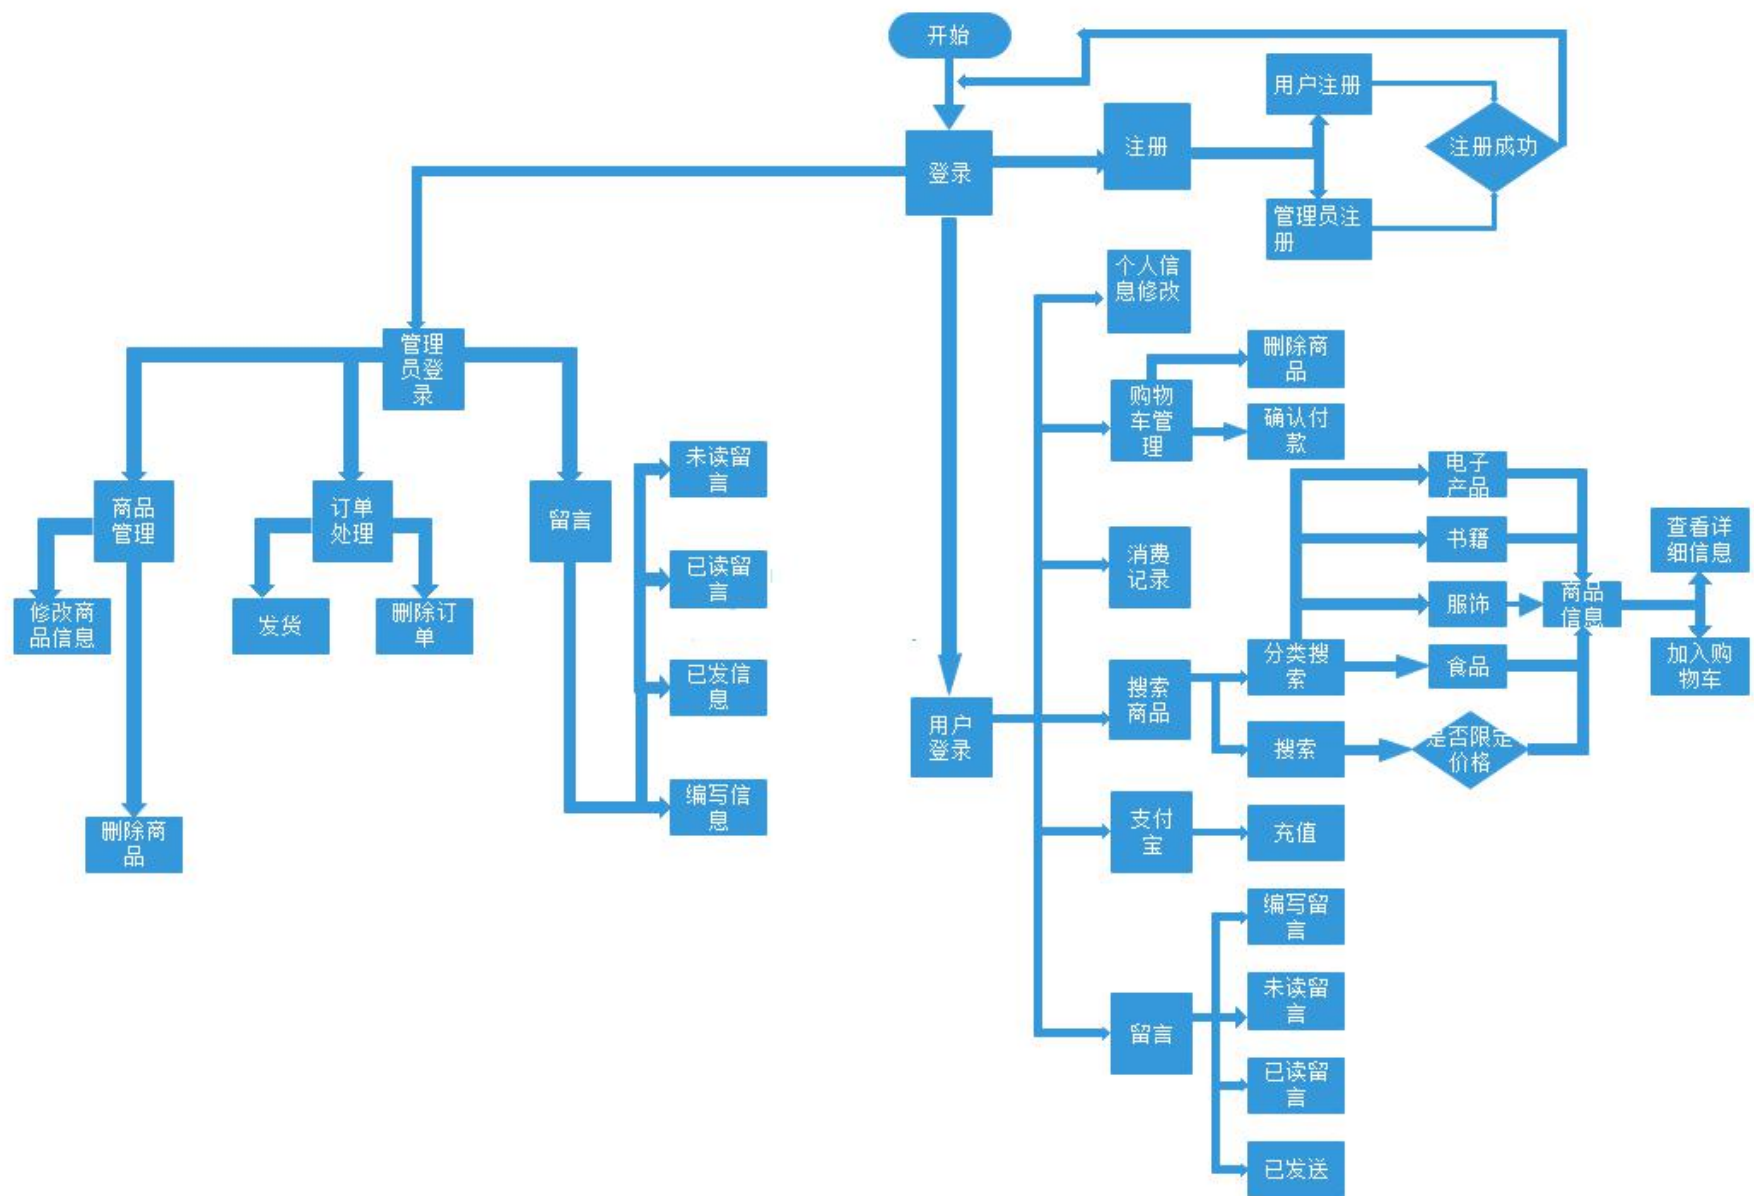 开始
用户注册
注册
注册成功
登录
管理员注
册
个人信
息修改
管理
员登
录
删除商
品
购物
车管
理
确认付
款
未读留
言
电子
产品
商品
管理
订单
处理
留言
书籍
查看详
细信息
已读留
言
消费
记录
修改商
品信息
发货
删除订
单
服饰
商品
信息
分类搜
索
食品
加入购
物车
已发信
息
搜索
商品
用户
登录
搜索
是否限定
价格
编写信
息
删除商
品
支付
宝
充值
编写留
言
未读留
言
留言
已读留
言
已发送